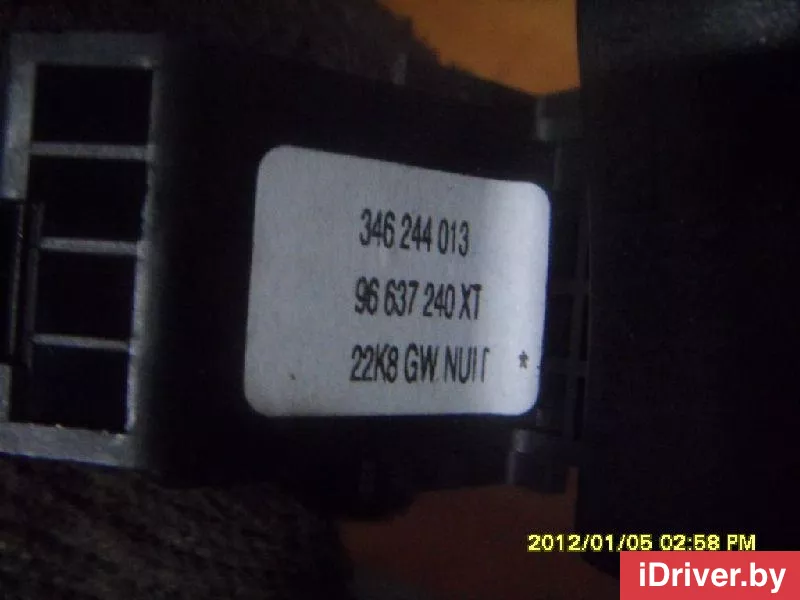 346 244 013
96 637 240 XT
22K8 GW NUIT *
2012/01/05 02:58 PM
iDriver.by